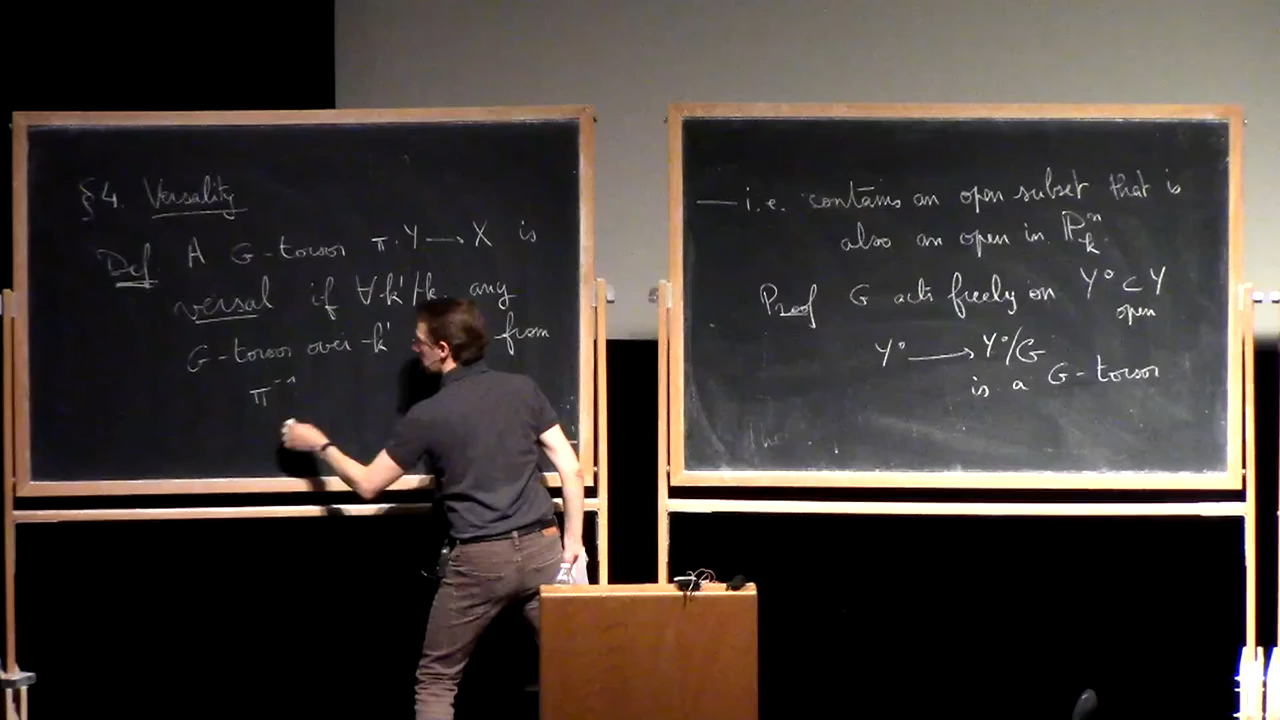 §4. Versality
Def. A G-torsor π: Y → X is
versal if ∀k'/k any
G-torsor over k' from
π⁻¹
— i.e. contains an open subset that is
also an open in ℙⁿₖ
Proof G acts freely on Y° ⊂ Y
open
Y° → Y°/G
is a G-torsor